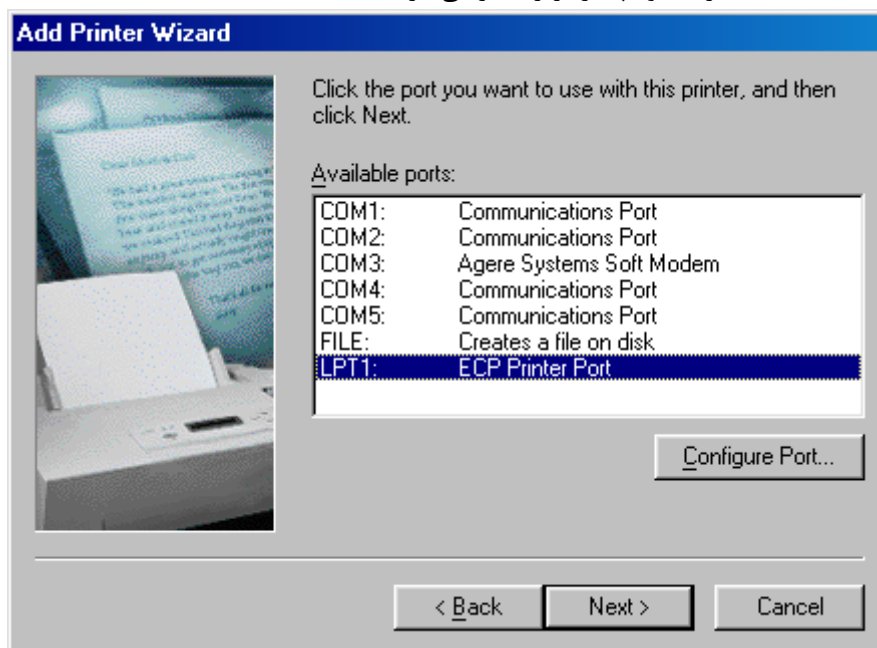 Add Printer Wizard
Click the port you want to use with this printer, and then
click Next.
Available ports:
COM1: Communications Port
COM2: Communications Port
COM3: Agere Systems Soft Modem
COM4: Communications Port
COM5: Communications Port
FILE: Creates a file on disk
LPT1: ECP Printer Port
Configure Port...
< Back Next > Cancel